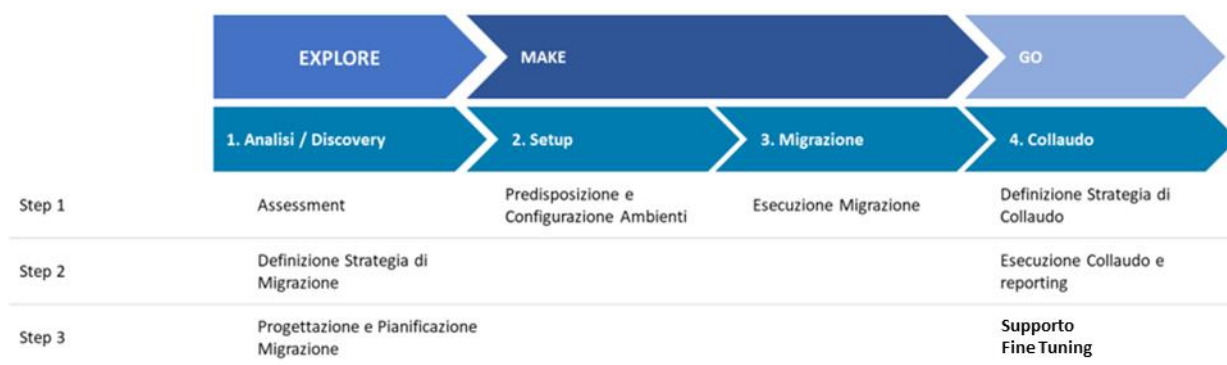 EXPLORE
MAKE
GO
1. Analisi / Discovery
2. Setup
3. Migrazione
4. Collaudo
Step 1
Assessment
Predisposizione e
Configurazione Ambienti
Esecuzione Migrazione
Definizione Strategia di
Collaudo
Step 2
Definizione Strategia di
Migrazione
Esecuzione Collaudo e
reporting
Step 3
Progettazione e Pianificazione
Migrazione
Supporto
Fine Tuning